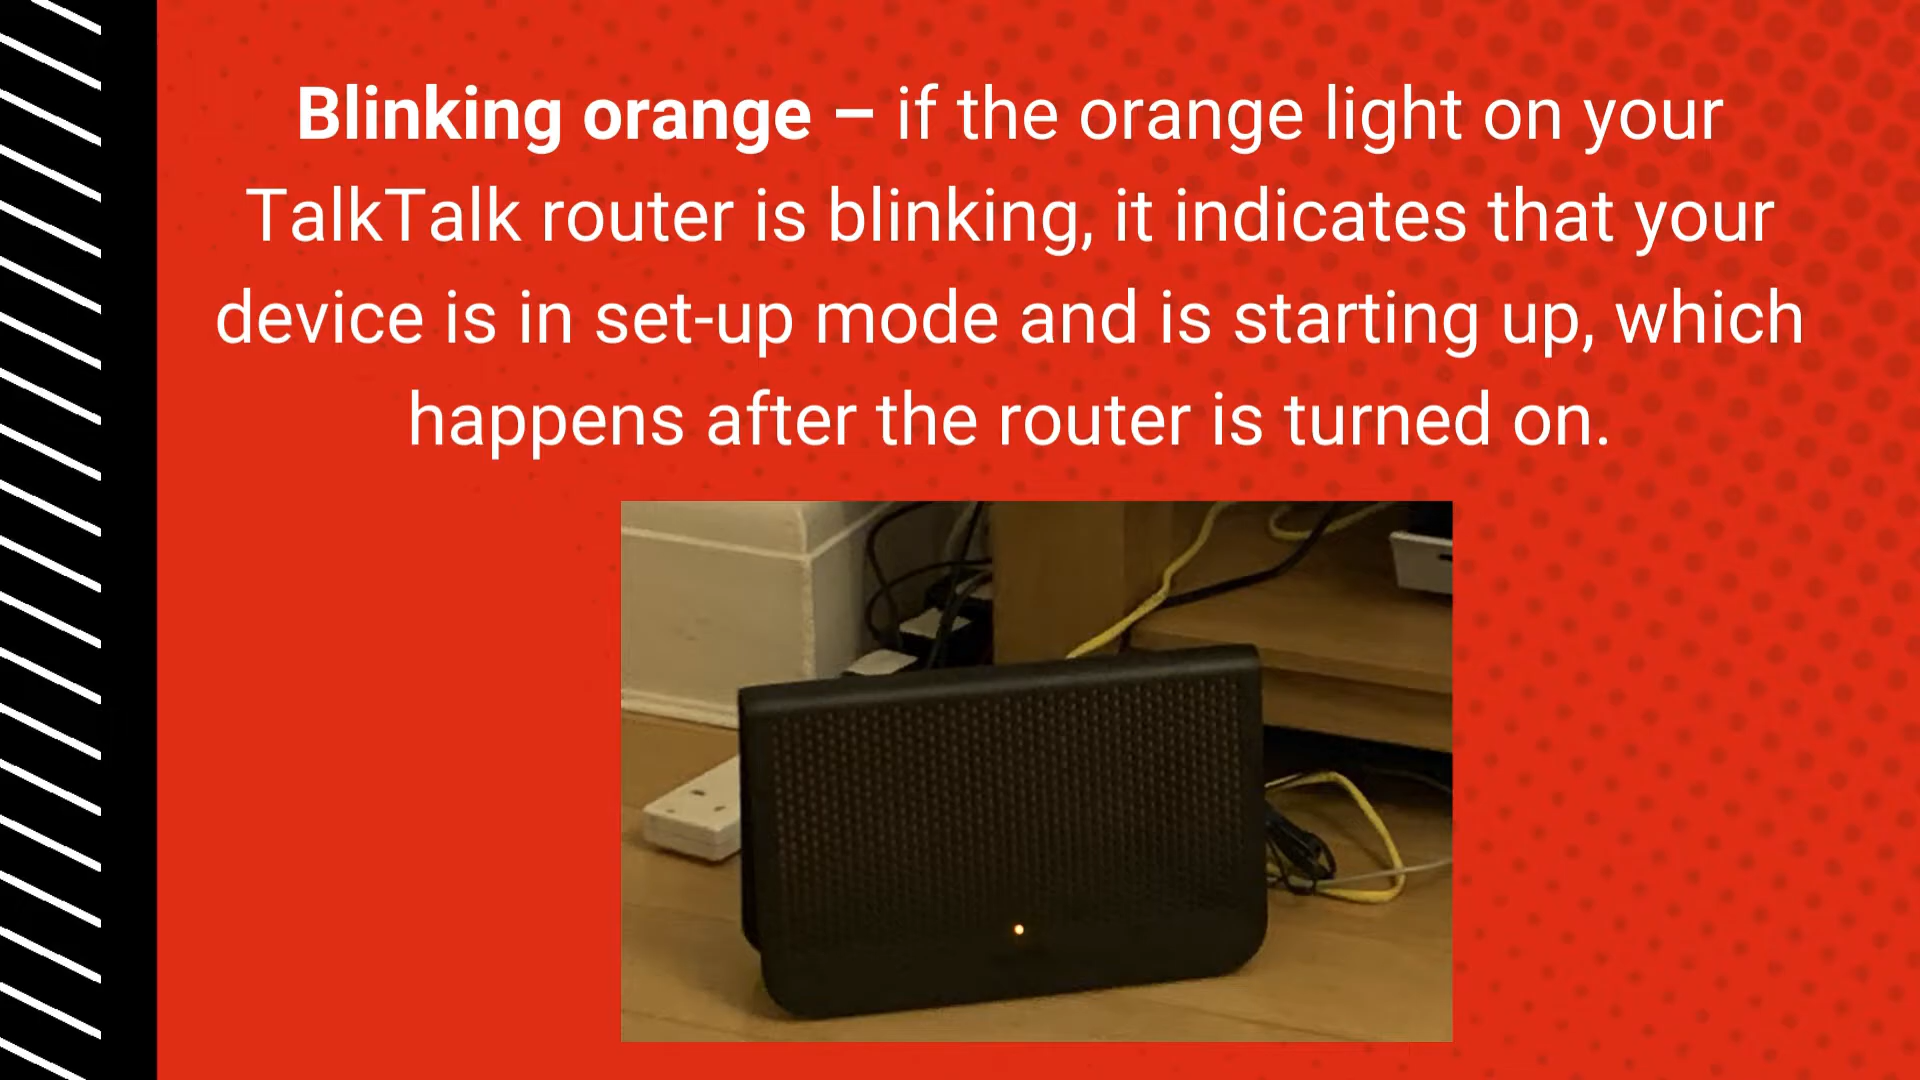 Blinking orange – if the orange light on your
TalkTalk router is blinking, it indicates that your
device is in set-up mode and is starting up, which
happens after the router is turned on.